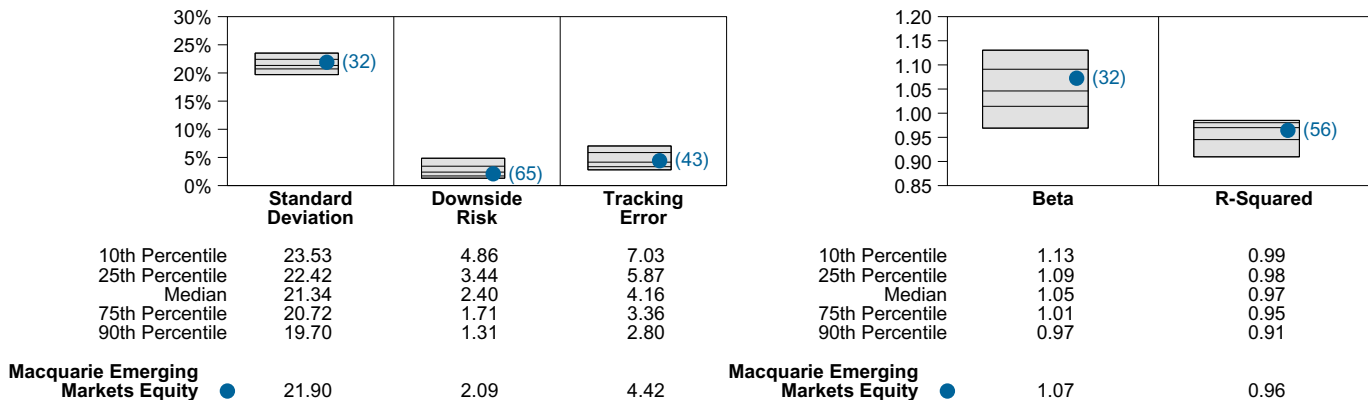 30%
25%
20%
15%
10%
5%
0%
(32)
(65)
(43)
Standard Deviation
Downside Risk
Tracking Error
10th Percentile 23.53 4.86 7.03
25th Percentile 22.42 3.44 5.87
Median 21.34 2.40 4.16
75th Percentile 20.72 1.71 3.36
90th Percentile 19.70 1.31 2.80
Macquarie Emerging
Markets Equity 21.90 2.09 4.42
1.20
1.15
1.10
1.05
1.00
0.95
0.90
0.85
(32)
(56)
Beta
R-Squared
10th Percentile 1.13 0.99
25th Percentile 1.09 0.98
Median 1.05 0.97
75th Percentile 1.01 0.95
90th Percentile 0.97 0.91
Macquarie Emerging
Markets Equity 1.07 0.96